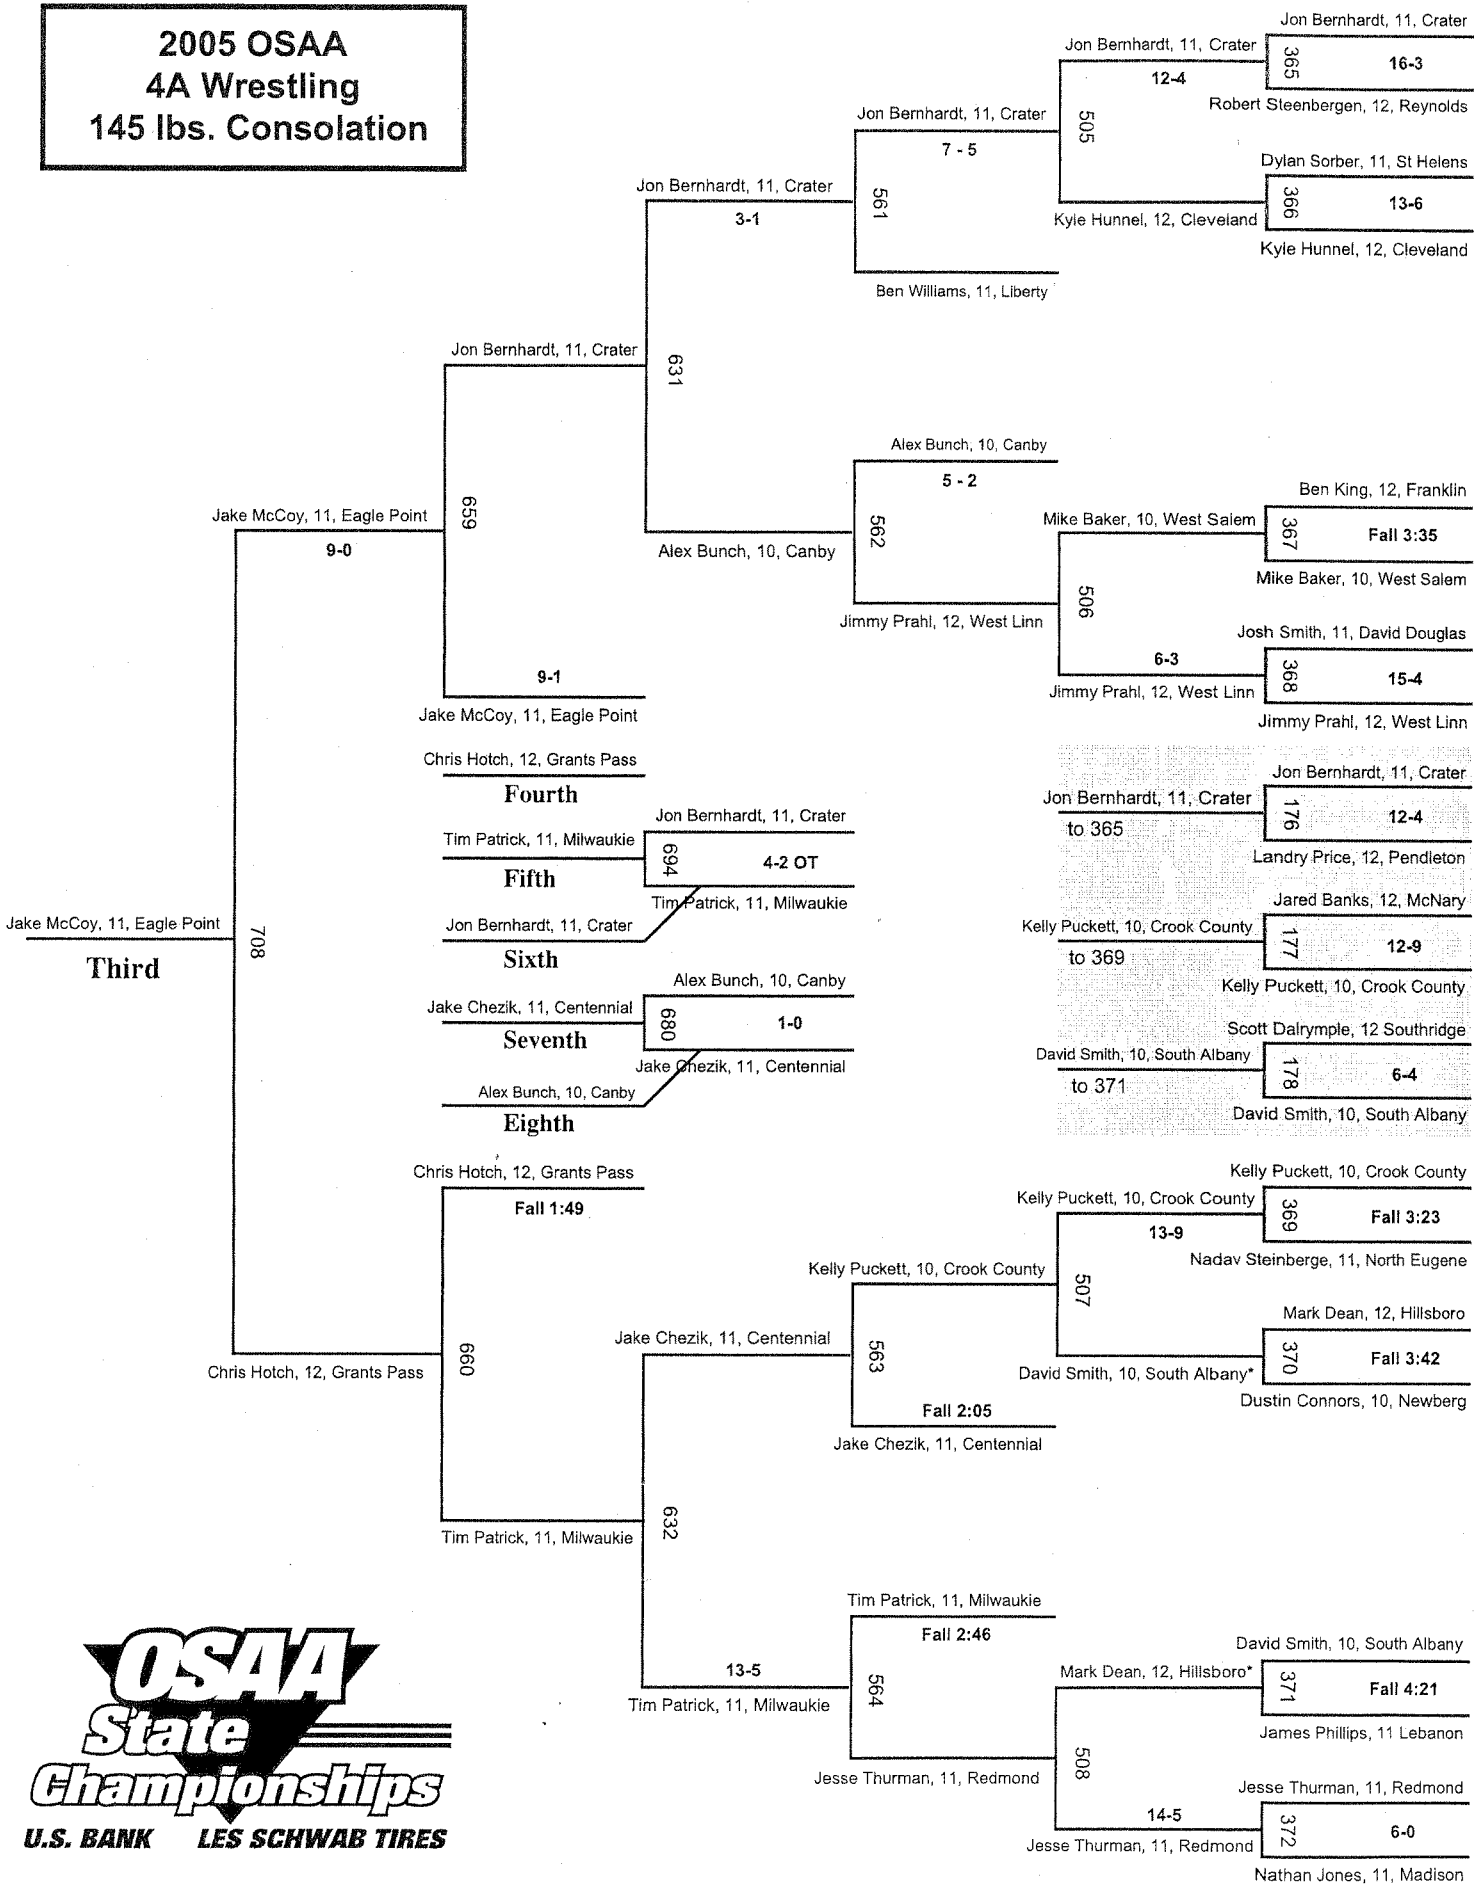 2005 OSAA
4A Wrestling
145 lbs. Consolation
Jon Bernhardt, 11, Crater
365
16-3
Robert Steenbergen, 12, Reynolds
Jon Bernhardt, 11, Crater
12-4
Dylan Sorber, 11, St Helens
366
13-6
Kyle Hunnel, 12, Cleveland
Kyle Hunnel, 12, Cleveland
505
Jon Bernhardt, 11, Crater
7 - 5
561
Ben Williams, 11, Liberty
Jon Bernhardt, 11, Crater
3-1
631
Jon Bernhardt, 11, Crater
Alex Bunch, 10, Canby
5 - 2
562
Alex Bunch, 10, Canby
Jimmy Prahl, 12, West Linn
Ben King, 12, Franklin
367
Fall 3:35
Mike Baker, 10, West Salem
Mike Baker, 10, West Salem
506
Josh Smith, 11, David Douglas
368
15-4
Jimmy Prahl, 12, West Linn
6-3
Jimmy Prahl, 12, West Linn
659
Jake McCoy, 11, Eagle Point
9-0
9-1
Jake McCoy, 11, Eagle Point
Chris Hotch, 12, Grants Pass
Fourth
Jon Bernhardt, 11, Crater
Tim Patrick, 11, Milwaukie
694
4-2 OT
Fifth
Tim Patrick, 11, Milwaukie
Jon Bernhardt, 11, Crater
Sixth
Alex Bunch, 10, Canby
Jake Chezik, 11, Centennial
680
1-0
Seventh
Jake Chezik, 11, Centennial
Alex Bunch, 10, Canby
Eighth
Jake McCoy, 11, Eagle Point
708
Third
Jon Bernhardt, 11, Crater
Jon Bernhardt, 11, Crater
176
12-4
to 365
Landry Price, 12, Pendleton
Jared Banks, 12, McNary
Kelly Puckett, 10, Crook County
177
12-9
to 369
Kelly Puckett, 10, Crook County
Scott Dalrymple, 12 Southridge
David Smith, 10, South Albany
178
6-4
to 371
David Smith, 10, South Albany
Chris Hotch, 12, Grants Pass
Fall 1:49
660
Chris Hotch, 12, Grants Pass
Tim Patrick, 11, Milwaukie
Kelly Puckett, 10, Crook County
Kelly Puckett, 10, Crook County
369
Fall 3:23
13-9
Nadav Steinberge, 11, North Eugene
Kelly Puckett, 10, Crook County
507
Mark Dean, 12, Hillsboro
370
Fall 3:42
David Smith, 10, South Albany*
Dustin Connors, 10, Newberg
Jake Chezik, 11, Centennial
563
Fall 2:05
Jake Chezik, 11, Centennial
632
Tim Patrick, 11, Milwaukie
Fall 2:46
13-5
Tim Patrick, 11, Milwaukie
564
Jesse Thurman, 11, Redmond
David Smith, 10, South Albany
Mark Dean, 12, Hillsboro*
371
Fall 4:21
James Phillips, 11 Lebanon
508
Jesse Thurman, 11, Redmond
14-5
372
6-0
Jesse Thurman, 11, Redmond
Nathan Jones, 11, Madison
OSAA
State
Championships
U.S. BANK LES SCHWAB TIRES